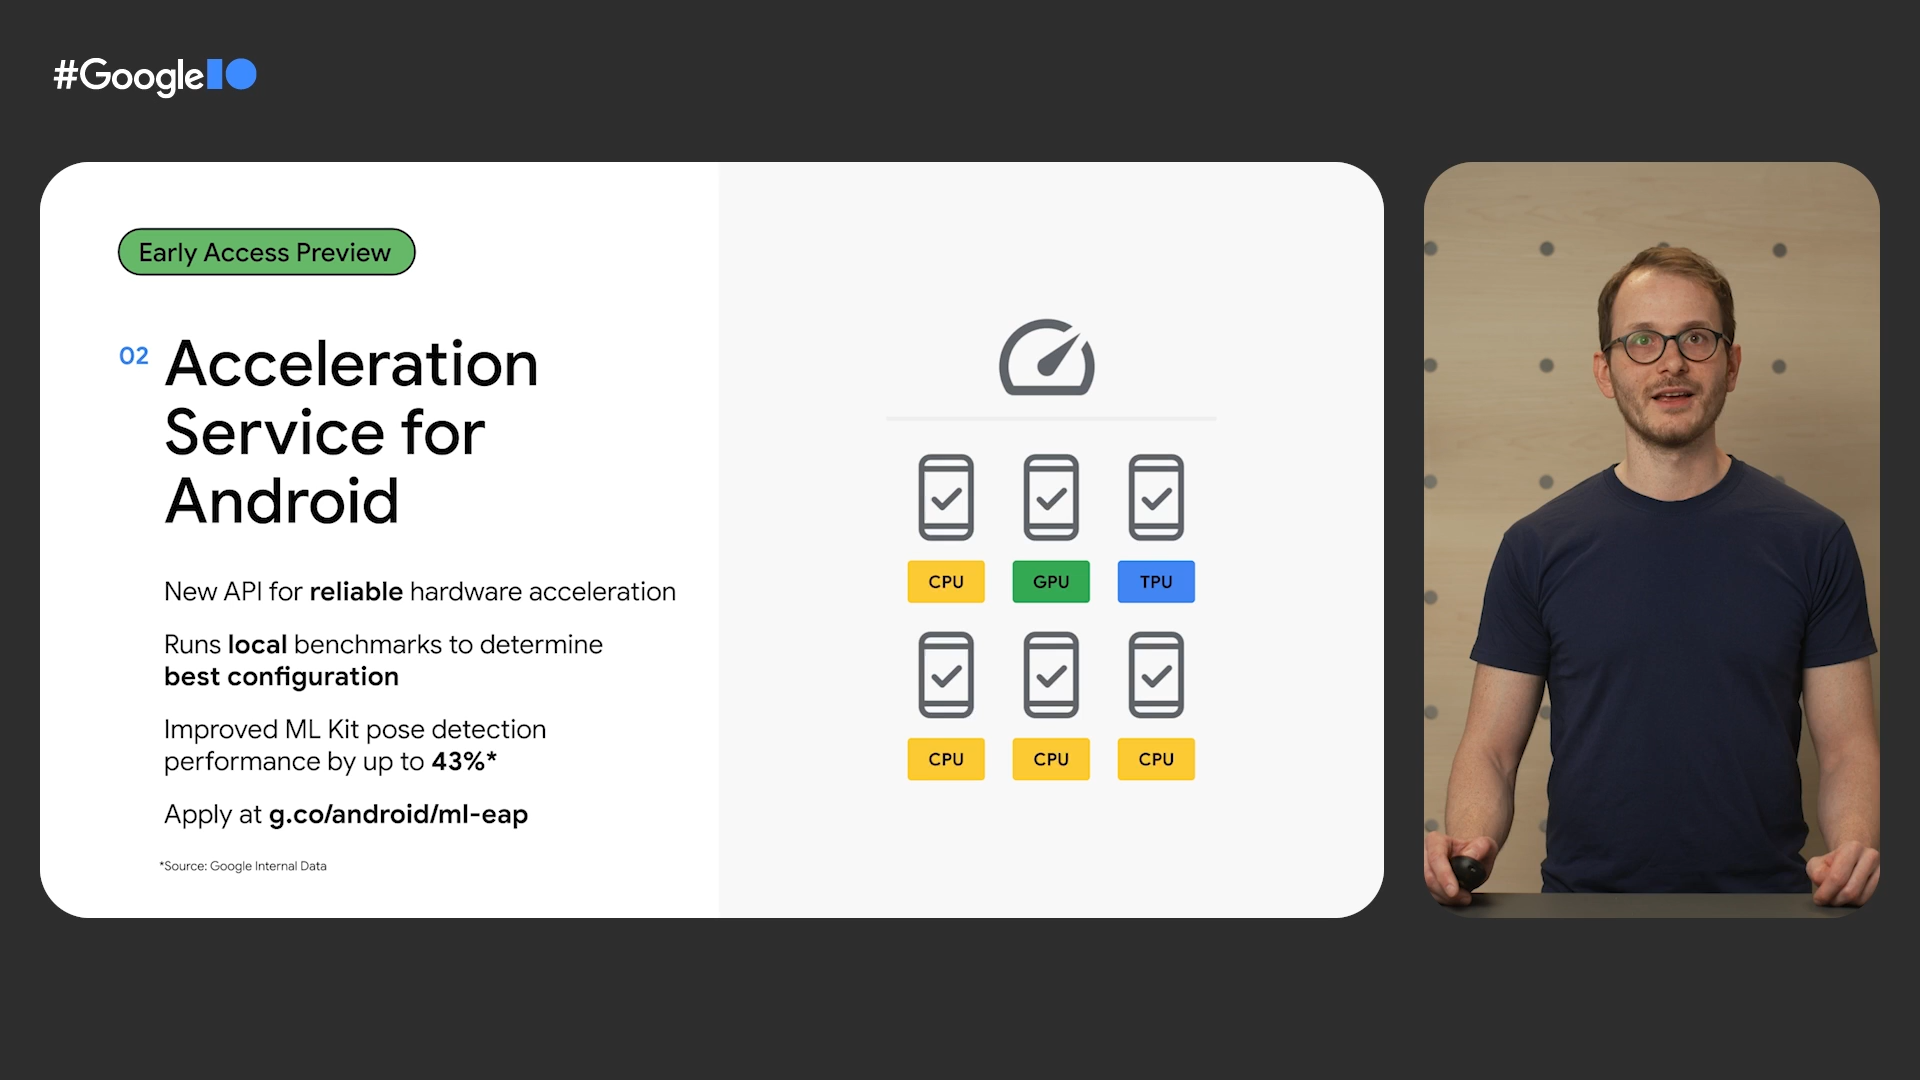 #GoogleIO
Early Access Preview
02 Acceleration
Service for
Android
New API for reliable hardware acceleration
Runs local benchmarks to determine
best configuration
Improved ML Kit pose detection
performance by up to 43%*
Apply at g.co/android/ml-eap
*Source: Google Internal Data
CPU GPU TPU
CPU CPU CPU